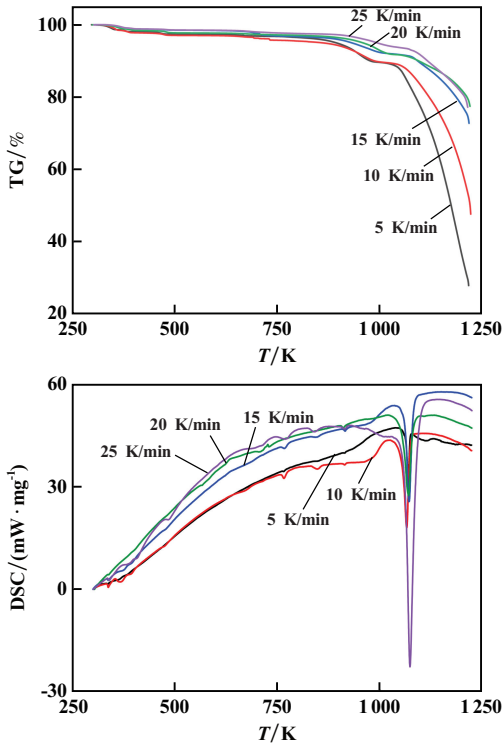 100
80
60
40
20
TG/%
25 K/min
20 K/min
15 K/min
10 K/min
5 K/min
250
500
750
1 000
1 250
T/K
60
30
0
-30
DSC/(mW · mg⁻¹)
20 K/min
15 K/min
25 K/min
10 K/min
5 K/min
250
500
750
1 000
1 250
T/K